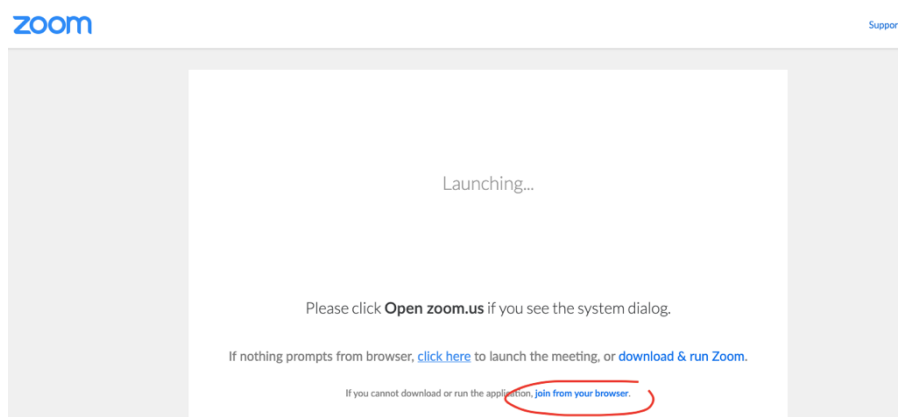 zoom
Suppor
Launching...
Please click Open zoom.us if you see the system dialog.
If nothing prompts from browser, click here to launch the meeting, or download & run Zoom.
If you cannot download or run the application, join from your browser.